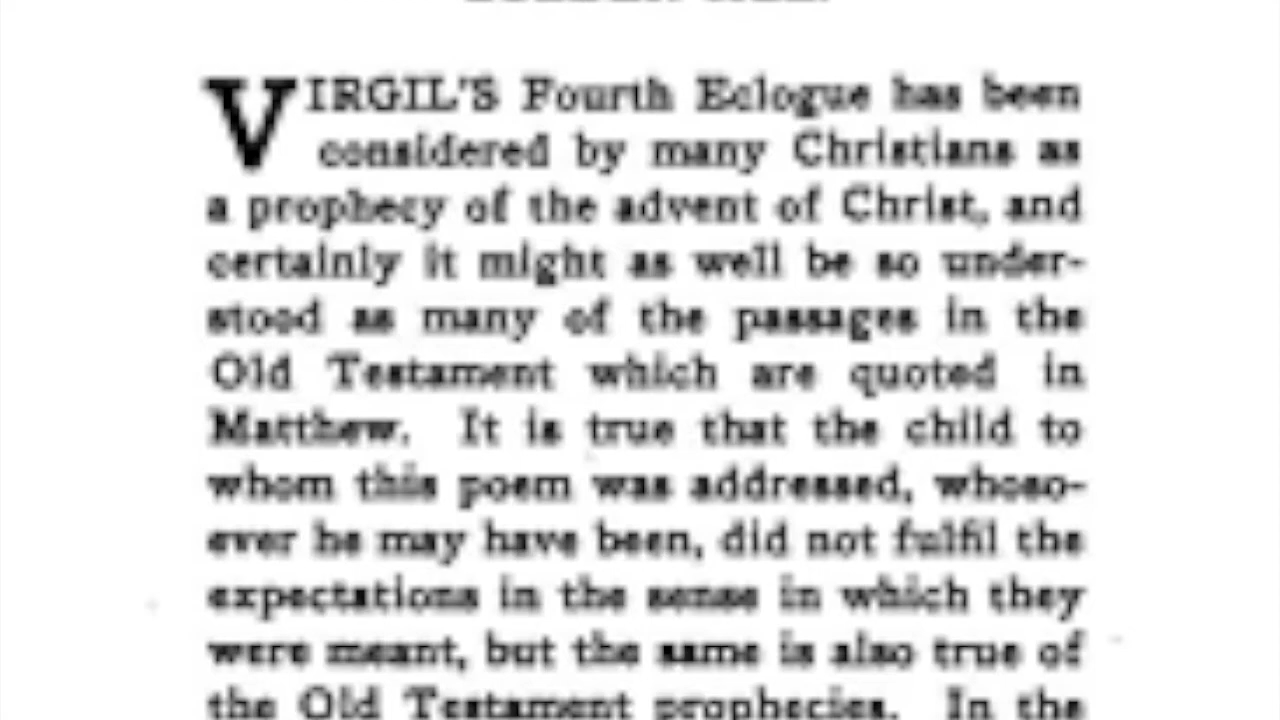 VIRGIL'S Fourth Eclogue has been
considered by many Christians as
a prophecy of the advent of Christ, and
certainly it might as well be so under-
stood as many of the passages in the
Old Testament which are quoted in
Matthew. It is true that the child to
whom this poem was addressed, whoso-
ever he may have been, did not fulfil the
expectations in the sense in which they
were meant, but the same is also true of
the Old Testament prophecies. In the